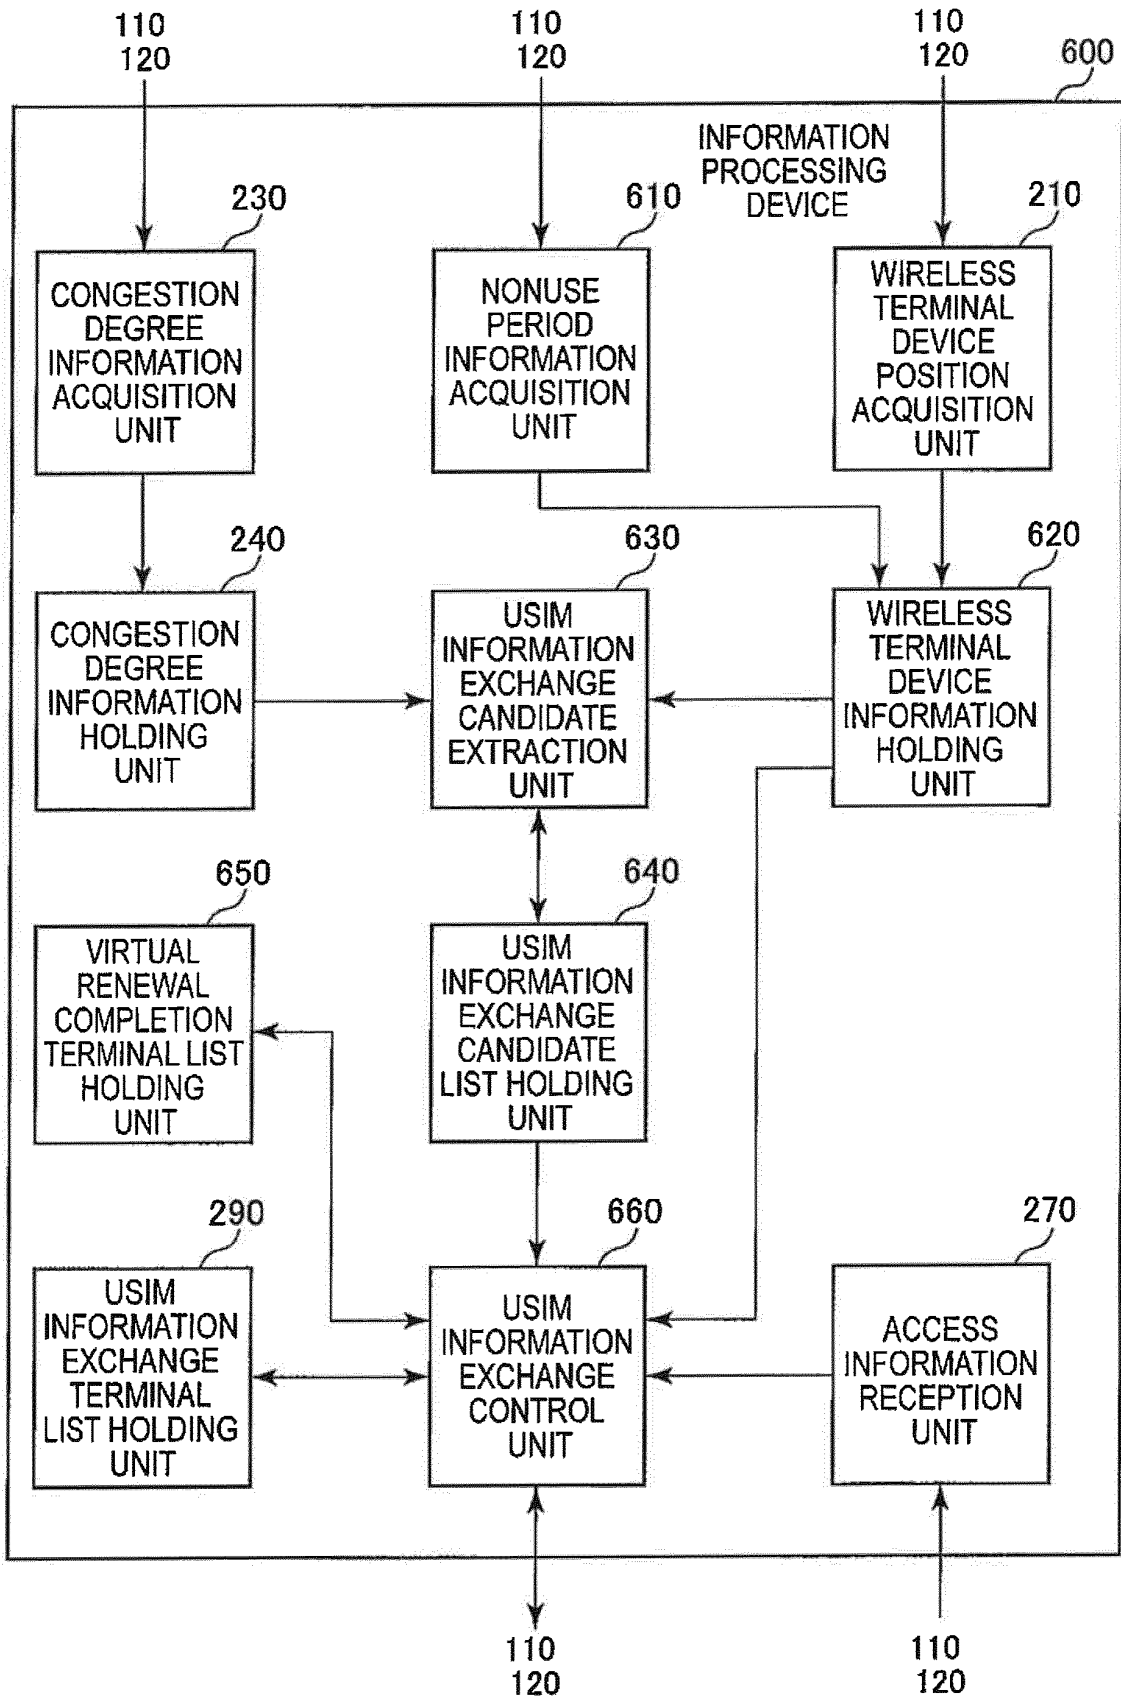 110
120
110
120
110
120
600
INFORMATION
PROCESSING
DEVICE
230
CONGESTION
DEGREE
INFORMATION
ACQUISITION
UNIT
610
NONUSE
PERIOD
INFORMATION
ACQUISITION
UNIT
210
WIRELESS
TERMINAL
DEVICE
POSITION
ACQUISITION
UNIT
240
CONGESTION
DEGREE
INFORMATION
HOLDING
UNIT
630
USIM
INFORMATION
EXCHANGE
CANDIDATE
EXTRACTION
UNIT
620
WIRELESS
TERMINAL
DEVICE
INFORMATION
HOLDING
UNIT
650
VIRTUAL
RENEWAL
COMPLETION
TERMINAL LIST
HOLDING
UNIT
640
USIM
INFORMATION
EXCHANGE
CANDIDATE
LIST HOLDING
UNIT
290
USIM
INFORMATION
EXCHANGE
TERMINAL
LIST HOLDING
UNIT
660
USIM
INFORMATION
EXCHANGE
CONTROL
UNIT
270
ACCESS
INFORMATION
RECEPTION
UNIT
110
120
110
120